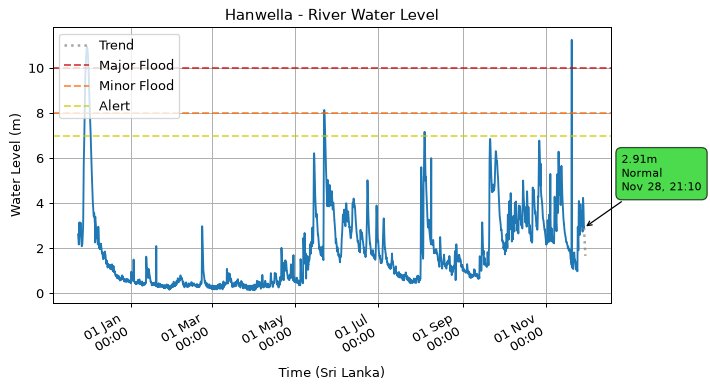 Hanwella - River Water Level
Trend
Major Flood
Minor Flood
Alert
10
8
6
4
2
0
Water Level (m)
2.91m
Normal
Nov 28, 21:10
01 Jan
00:00
01 Mar
00:00
01 May
00:00
01 Jul
00:00
01 Sep
00:00
01 Nov
00:00
Time (Sri Lanka)